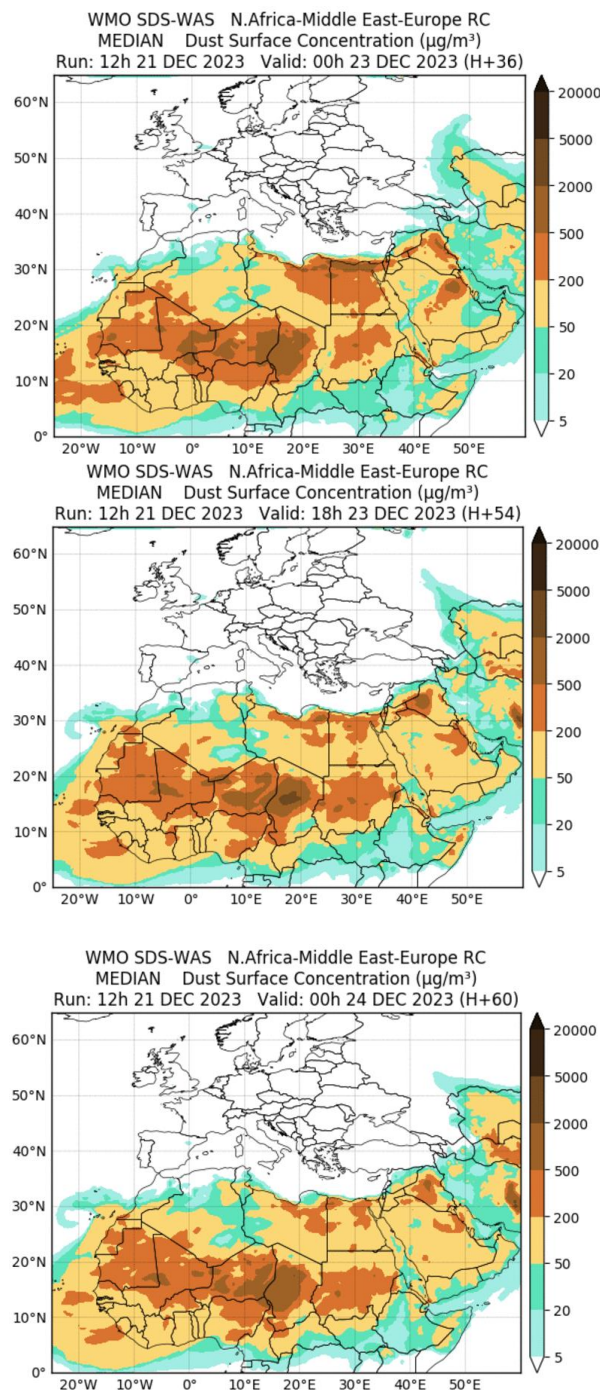 WMO SDS-WAS N.Africa-Middle East-Europe RC
MEDIAN Dust Surface Concentration (µg/m³)
Run: 12h 21 DEC 2023 Valid: 00h 23 DEC 2023 (H+36)
60°N
50°N
40°N
30°N
20°N
10°N
0°
20°W 10°W 0° 10°E 20°E 30°E 40°E 50°E
20000
5000
2000
500
200
50
20
5
WMO SDS-WAS N.Africa-Middle East-Europe RC
MEDIAN Dust Surface Concentration (µg/m³)
Run: 12h 21 DEC 2023 Valid: 18h 23 DEC 2023 (H+54)
60°N
50°N
40°N
30°N
20°N
10°N
0°
20°W 10°W 0° 10°E 20°E 30°E 40°E 50°E
20000
5000
2000
500
200
50
20
5
WMO SDS-WAS N.Africa-Middle East-Europe RC
MEDIAN Dust Surface Concentration (µg/m³)
Run: 12h 21 DEC 2023 Valid: 00h 24 DEC 2023 (H+60)
60°N
50°N
40°N
30°N
20°N
10°N
0°
20°W 10°W 0° 10°E 20°E 30°E 40°E 50°E
20000
5000
2000
500
200
50
20
5